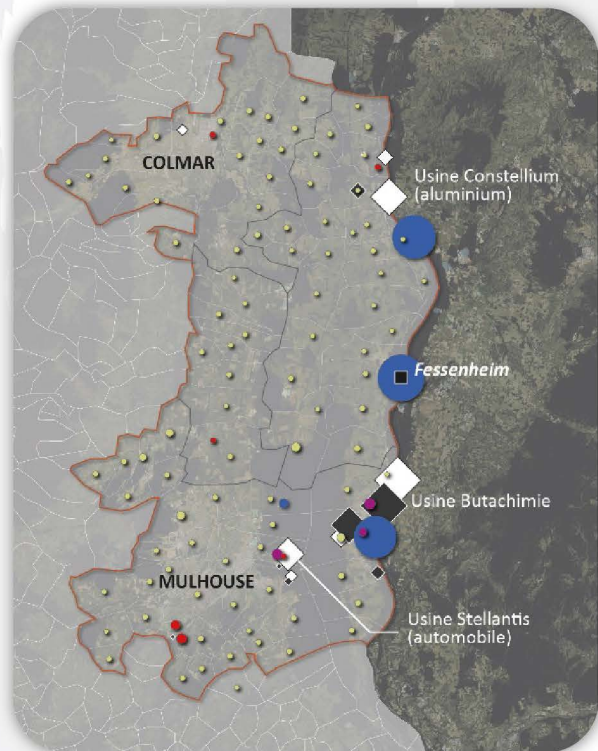 COLMAR
Usine Constellium
(aluminium)
Fessenheim
Usine Butachimie
MULHOUSE
Usine Stellantis
(automobile)